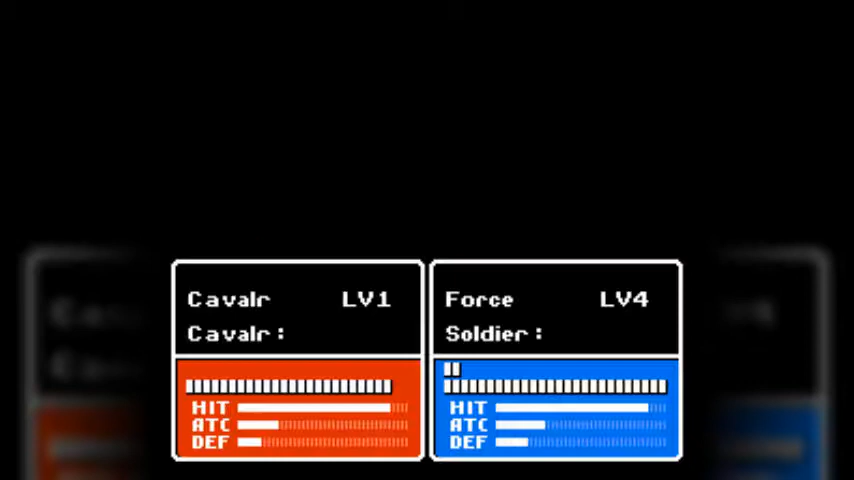 Cavalr LV1
Cavalr:
HIT
ATC
DEF
Force LV4
Soldier:
HIT
ATC
DEF